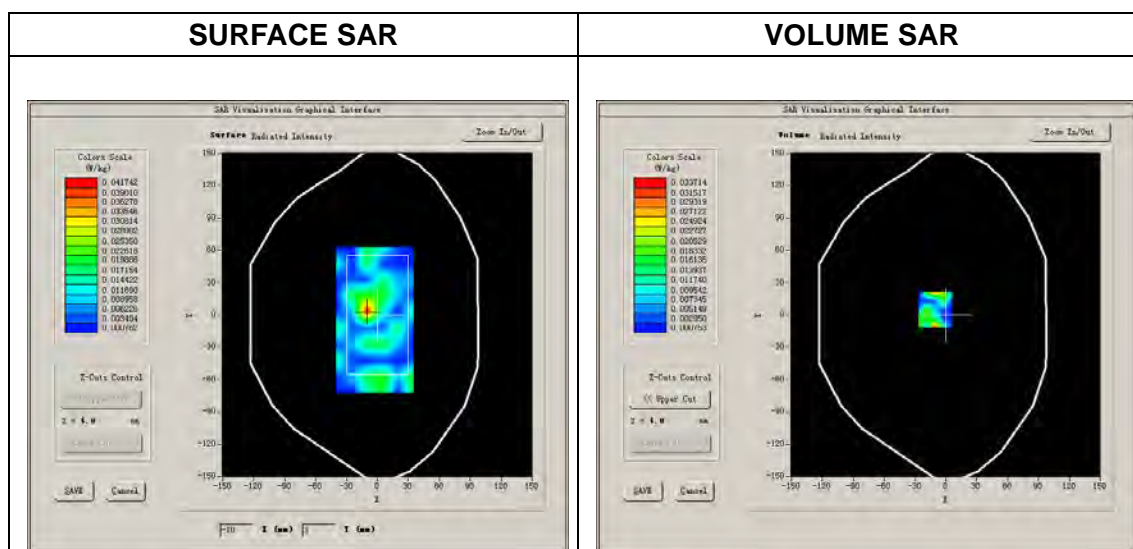 SURFACE SAR
VOLUME SAR
SAR Visualisation Graphical Interface
Surface Radiated Intensity
Zoom In/Out
Colors Scale
(W/kg)
0.041742
0.039010
0.036278
0.033546
0.030814
0.028082
0.025350
0.022618
0.019886
0.017154
0.014422
0.011690
0.008958
0.006226
0.003494
0.000762
150
120
90
60
30
0
-30
-60
-90
-120
-150
-150 -120 -90 -60 -30 0 30 60 90 120 150
Z-Cuts Control
mm
SAVE
Cancel
X (mm)
Y (mm)
SAR Visualisation Graphical Interface
Volume Radiated Intensity
Zoom In/Out
Colors Scale
(W/kg)
0.033714
0.031517
0.029319
0.027122
0.024924
0.022727
0.020529
0.018332
0.016135
0.013937
0.011740
0.009542
0.007345
0.005148
0.002950
0.000753
150
120
90
60
30
0
-30
-60
-90
-120
-150
-150 -120 -90 -60 -30 0 30 60 90 120 150
Z-Cuts Control
<< Upper Cut
mm
SAVE
Cancel